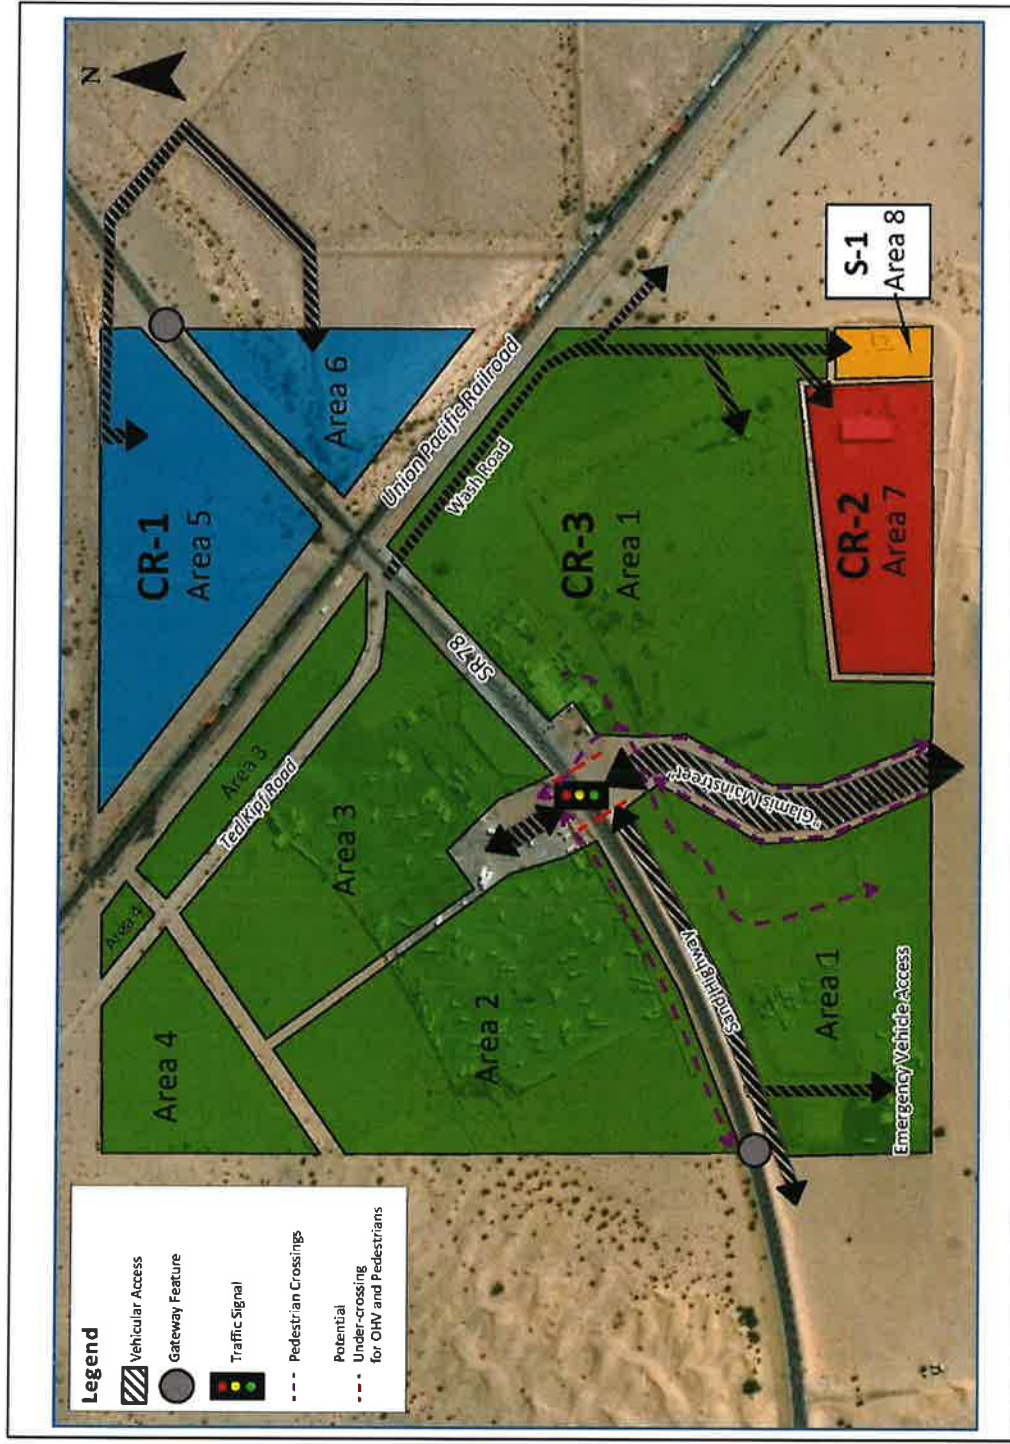 N
CR-1
Area 5
Area 6
Union Pacific Railroad
Wash Road
S-1
Area 8
CR-3
Area 1
CR-2
Area 7
SR 78
Area 3
Ted Kipf Road
Area 3
Area 4
Area 4
Area 2
"Glamis Mainstreet"
Sand Highway
Area 1
Emergency Vehicle Access
Legend
Vehicular Access
Gateway Feature
Traffic Signal
Pedestrian Crossings
Potential
Under-crossing
for OHV and Pedestrians